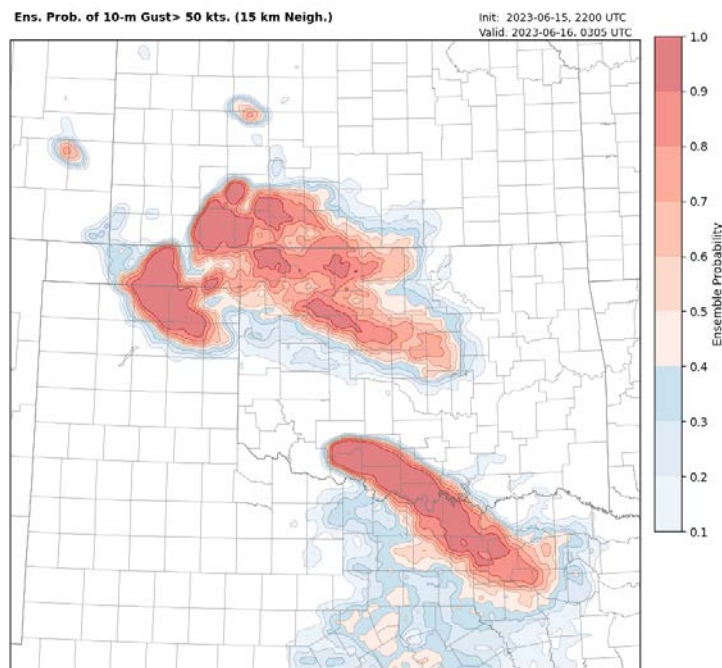 Ens. Prob. of 10-m Gust> 50 kts. (15 km Neigh.)
Init: 2023-06-15, 2200 UTC
Valid: 2023-06-16, 0305 UTC
1.0
0.9
0.8
0.7
0.6
0.5
0.4
0.3
0.2
0.1
Ensemble Probability